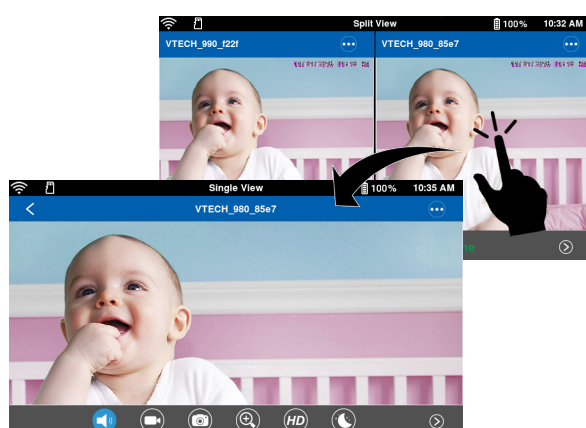 Split View 100% 10:32 AM
VTECH_990_f22f VTECH_980_85e7
Single View 100% 10:35 AM
VTECH_980_85e7
HD